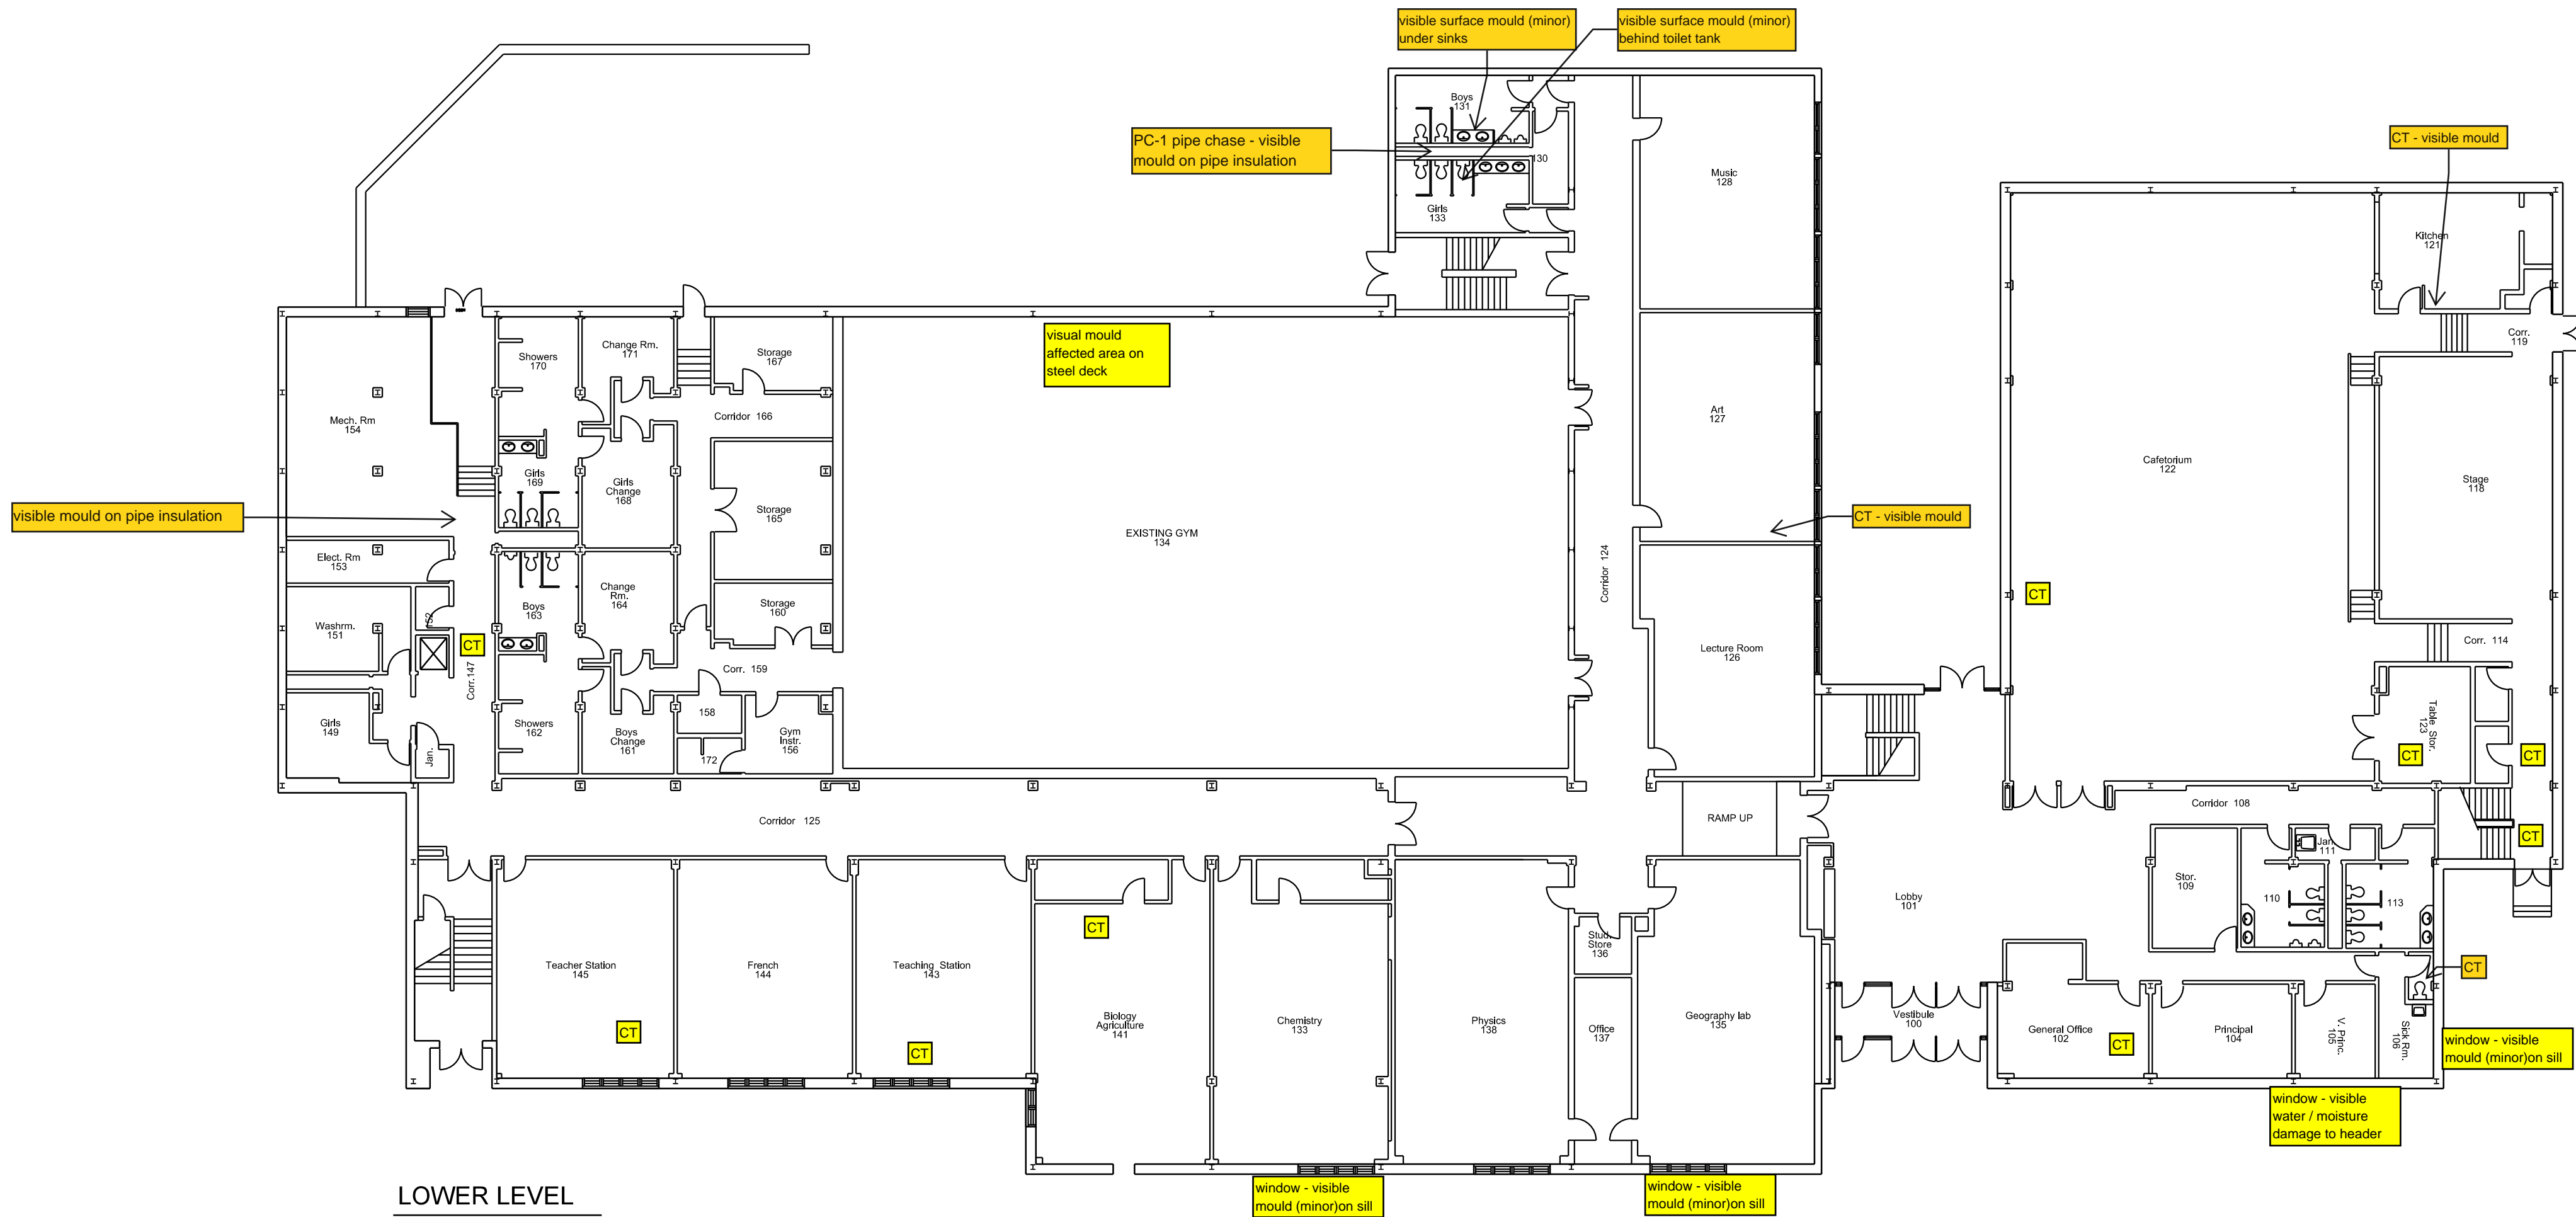 visible surface mould (minor)
under sinks
visible surface mould (minor)
behind toilet tank
PC-1 pipe chase - visible
mould on pipe insulation
CT - visible mould
Boys
131
130
Girls
133
Music
128
Kitchen
121
Corr.
119
visual mould
affected area on
steel deck
Showers
170
Change Rm.
171
Storage
167
Mech. Rm
154
Corridor 166
Art
127
Cafetorium
122
Stage
118
Girls
169
Girls
Change
168
Storage
165
visible mould on pipe insulation
CT - visible mould
EXISTING GYM
134
Corridor 124
Elect. Rm
153
Boys
163
Change
Rm.
164
Storage
160
CT
Washrm.
151
152
CT
Corr.147
Corr. 159
Lecture Room
126
Corr. 114
Girls
149
Jan.
Showers
162
Boys
Change
161
158
172
Gym
Instr.
156
Table Stor.
123
CT
CT
Corridor 125
RAMP UP
Corridor 108
CT
Jan
111
Stor.
109
110
113
Lobby
101
CT
Stud.
Store
136
Teacher Station
145
French
144
Teaching Station
143
CT
Biology
Agriculture
141
Chemistry
133
Physics
138
Office
137
Geography lab
135
Vestibule
100
General Office
102
CT
Principal
104
V. Princ.
105
Sick Rm.
106
CT
CT
window - visible
mould (minor)on sill
window - visible
water / moisture
damage to header
window - visible
mould (minor)on sill
window - visible
mould (minor)on sill
LOWER LEVEL